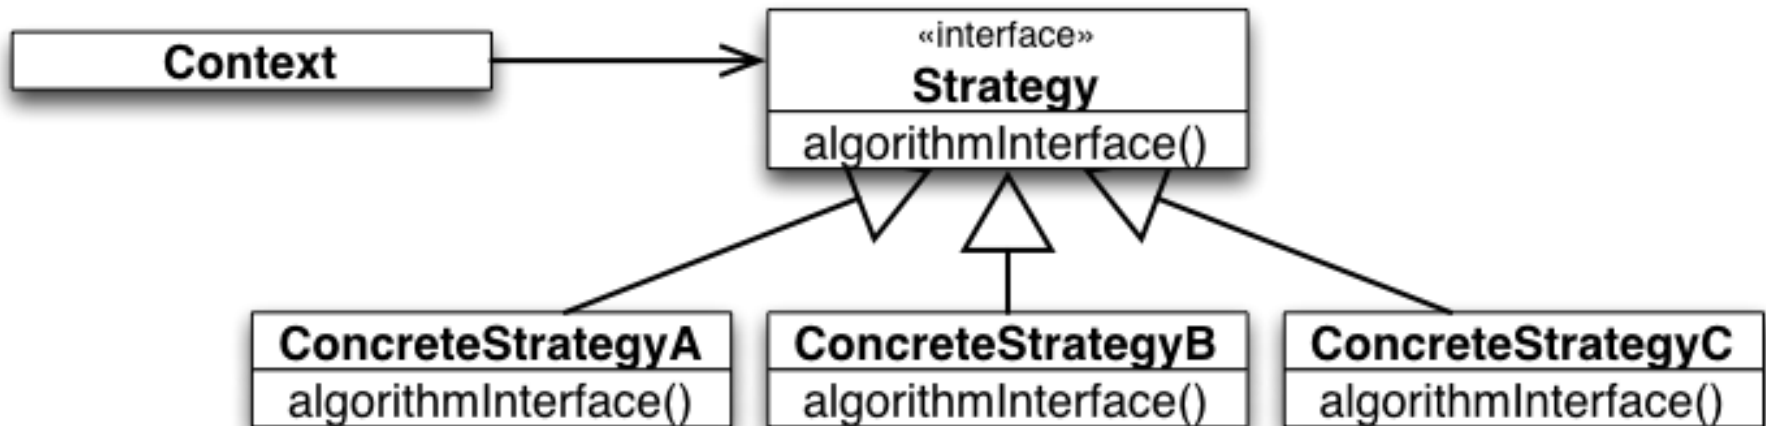 Context
«interface»
Strategy
algorithmInterface()
ConcreteStrategyA
algorithmInterface()
ConcreteStrategyB
algorithmInterface()
ConcreteStrategyC
algorithmInterface()